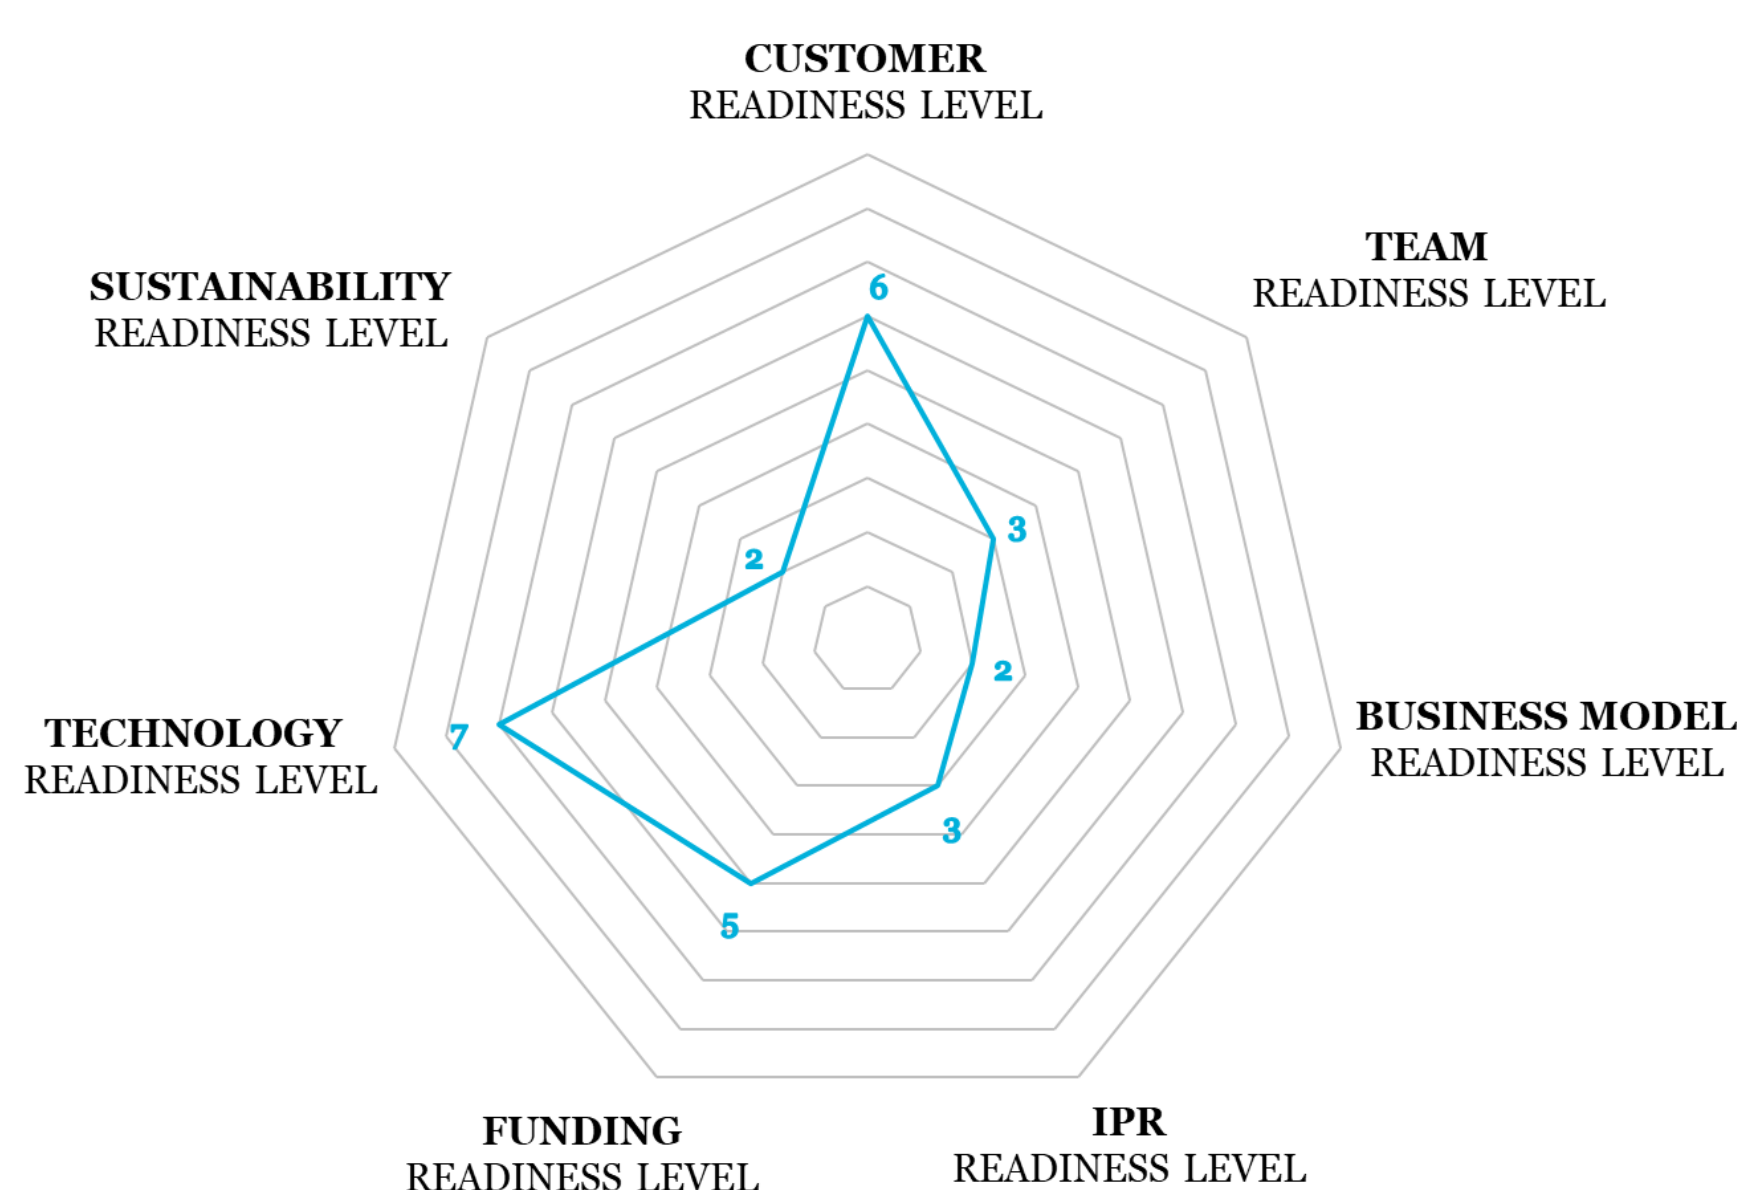 CUSTOMER
READINESS LEVEL
TEAM
READINESS LEVEL
SUSTAINABILITY
READINESS LEVEL
6
3
2
2
BUSINESS MODEL
READINESS LEVEL
TECHNOLOGY
READINESS LEVEL
7
3
5
IPR
READINESS LEVEL
FUNDING
READINESS LEVEL